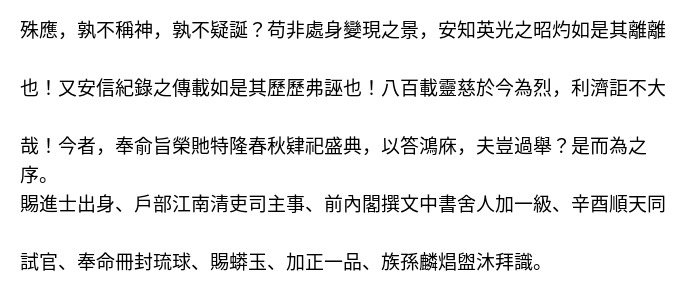 殊應，孰不稱神，孰不疑誕？苟非處身變現之景，安知英光之昭灼如是其離離
也！又安信紀錄之傳載如是其歷歷弗誣也！八百載靈慈於今為烈，利濟詎不大
哉！今者，奉俞旨榮貤特隆春秋肄祀盛典，以答鴻庥，夫豈過舉？是而為之
序。
賜進士出身、戶部江南清吏司主事、前內閣撰文中書舍人加一級、辛酉順天同
試官、奉命冊封琉球、賜蟒玉、加正一品、族孫麟焻盥沐拜識。